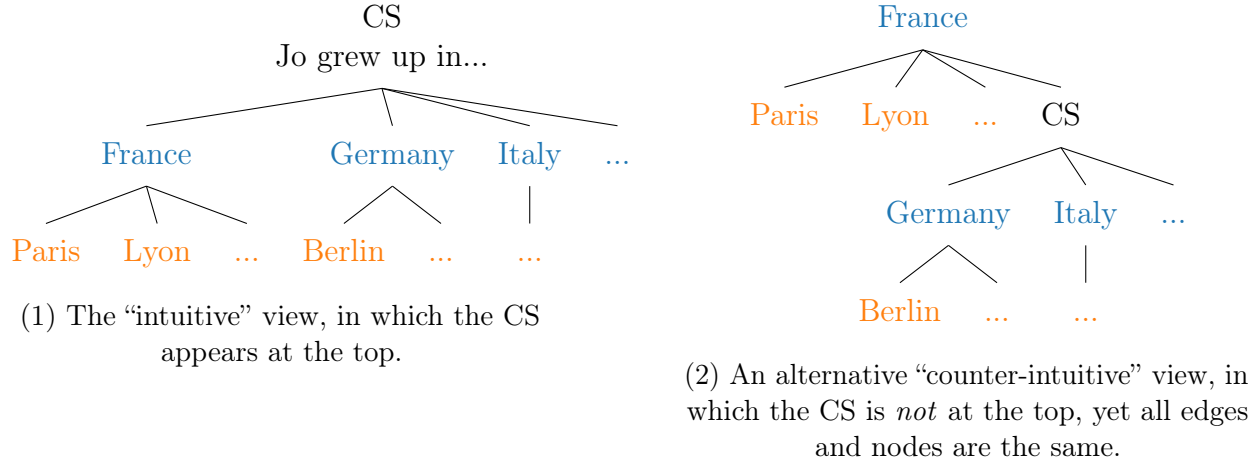 CS
Jo grew up in...
France Germany Italy ...
Paris Lyon ... Berlin ... ...
(1) The “intuitive” view, in which the CS
appears at the top.
France
Paris Lyon ... CS
Germany Italy ...
Berlin ... ...
(2) An alternative “counter-intuitive” view, in
which the CS is not at the top, yet all edges
and nodes are the same.